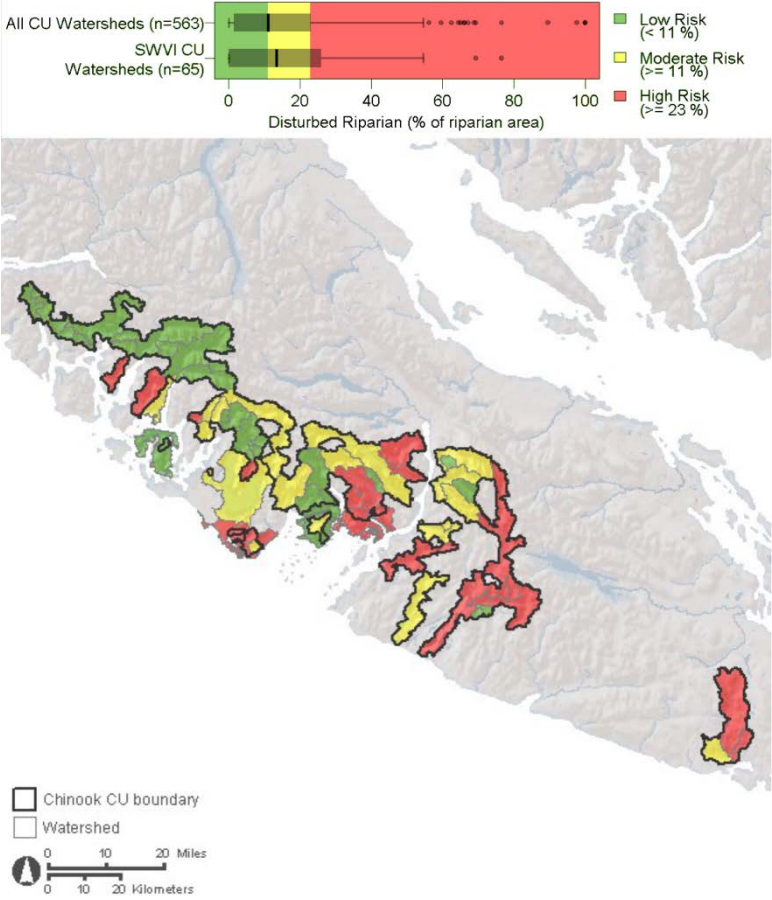 All CU Watersheds (n=563)
SWVI CU
Watersheds (n=65)
0 20 40 60 80 100
Disturbed Riparian (% of riparian area)
Low Risk
(< 11 %)
Moderate Risk
(>= 11 %)
High Risk
(>= 23 %)
Chinook CU boundary
Watershed
0 10 20 Miles
0 10 20 Kilometers